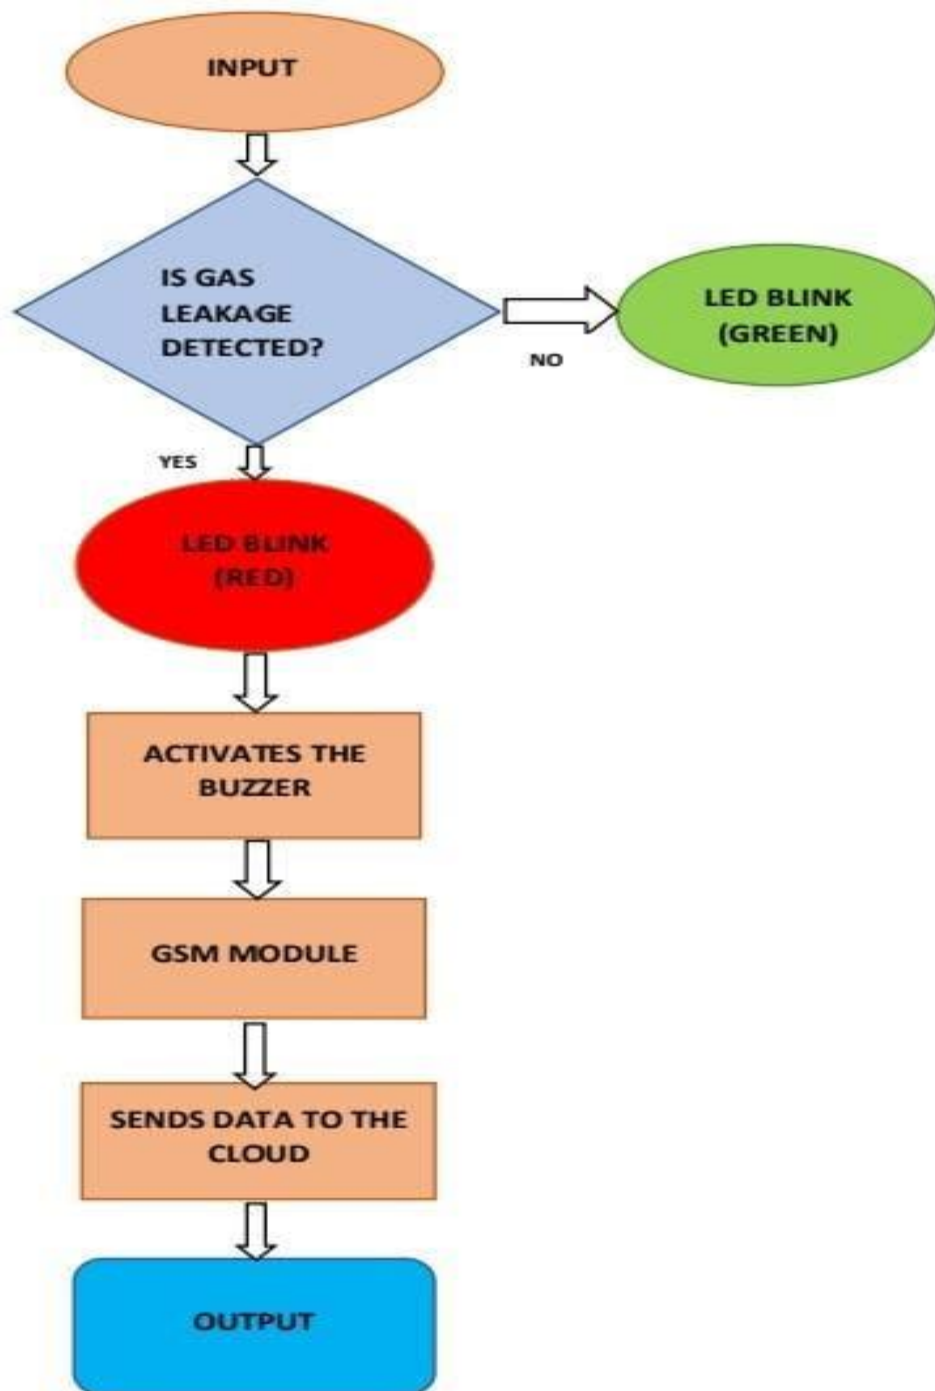 INPUT
IS GAS
LEAKAGE
DETECTED?
NO
LED BLINK
(GREEN)
YES
LED BLINK
(RED)
ACTIVATES THE
BUZZER
GSM MODULE
SENDS DATA TO THE
CLOUD
OUTPUT